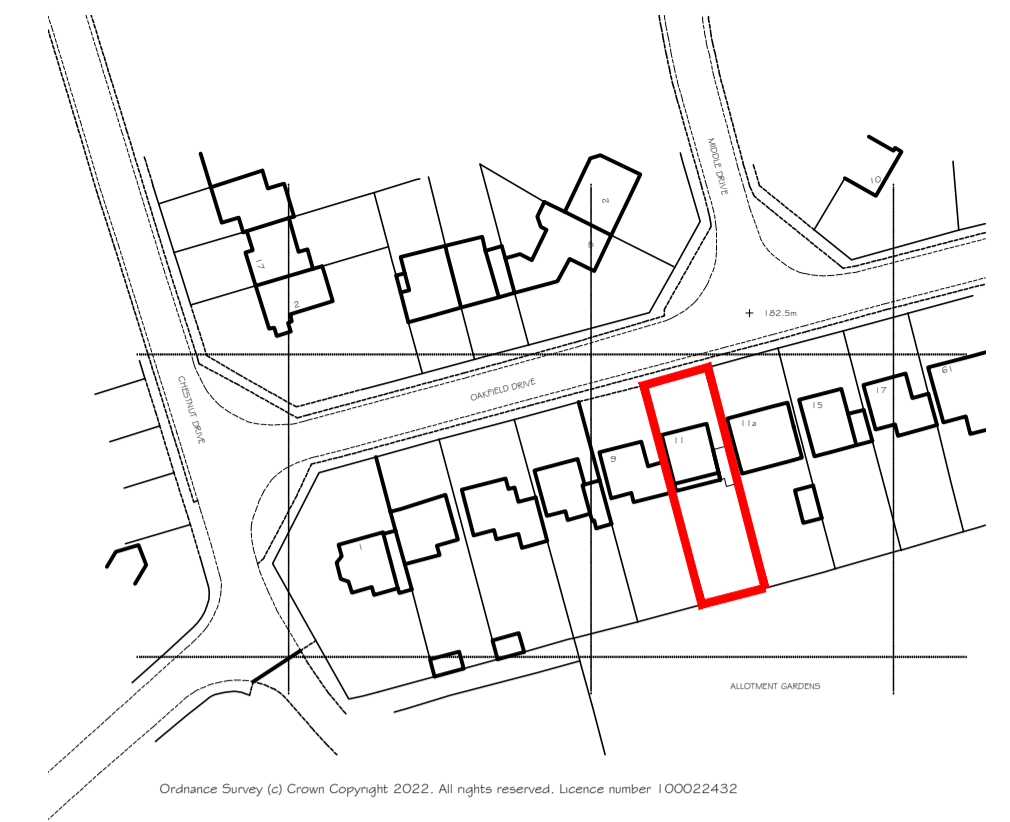 MIDDLE DRIVE
10
2
8
17
2
182.5m
CHESTNUT DRIVE
OAKFIELD DRIVE
61
17
15
11a
11
9
1
ALLOTMENT GARDENS
Ordnance Survey (c) Crown Copyright 2022. All rights reserved. Licence number 100022432